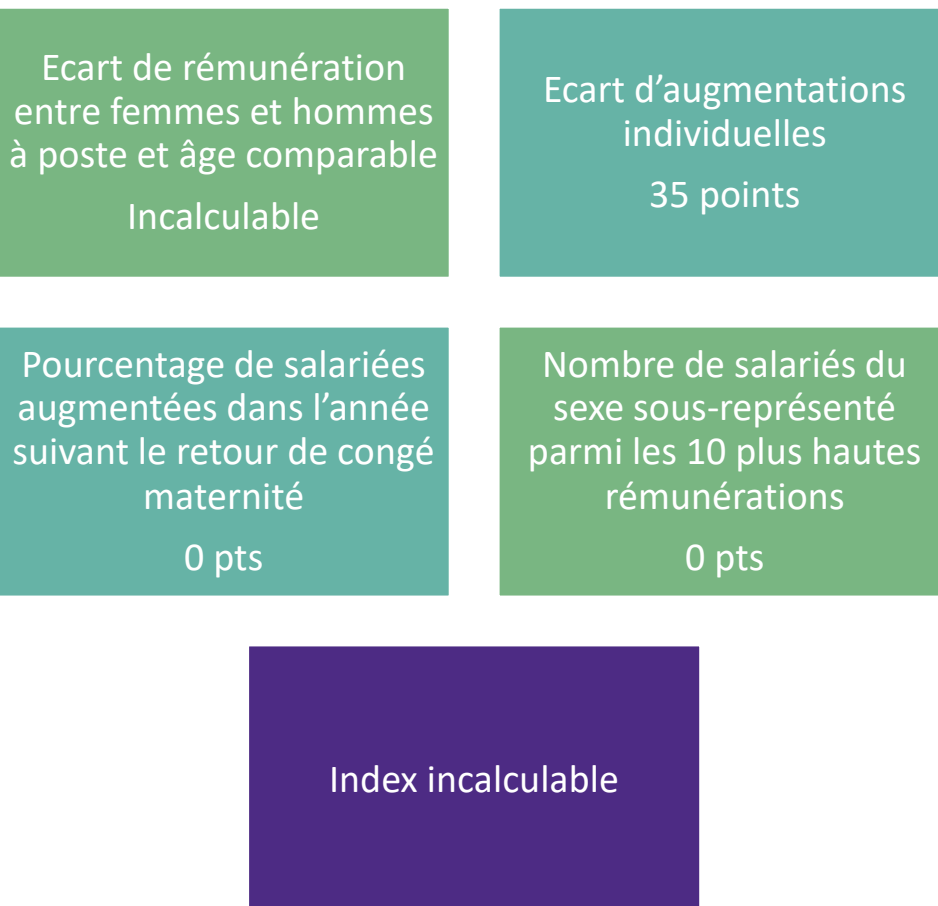 Ecart de rémunération
entre femmes et hommes
à poste et âge comparable
Incalculable
Ecart d’augmentations
individuelles
35 points
Pourcentage de salariées
augmentées dans l’année
suivant le retour de congé
maternité
0 pts
Nombre de salariés du
sexe sous-représenté
parmi les 10 plus hautes
rémunérations
0 pts
Index incalculable